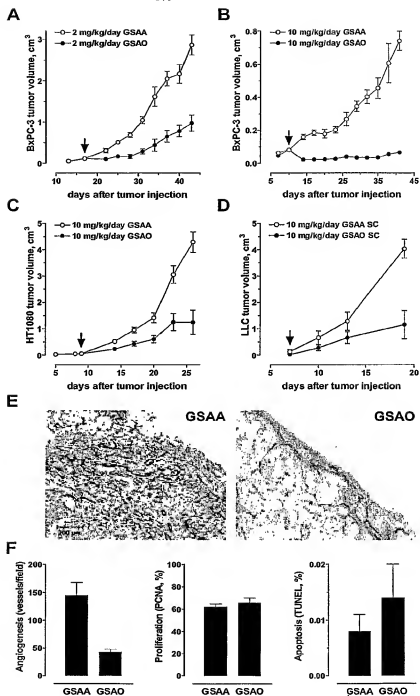 A
B
2 mg/kg/day GSAA
2 mg/kg/day GSAO
10 mg/kg/day GSAA
10 mg/kg/day GSAO
BxPC-3 tumor volume, cm³
3
2
1
0
10 20 30 40
days after tumor injection
BxPC-3 tumor volume, cm³
0.8
0.6
0.4
0.2
0
5 10 15 20 25 30 35 40
days after tumor injection
C
D
10 mg/kg/day GSAA
10 mg/kg/day GSAO
10 mg/kg/day GSAA SC
10 mg/kg/day GSAO SC
HT1080 tumor volume, cm³
5
4
3
2
1
0
5 10 15 20 25
days after tumor injection
LLC tumor volume, cm³
5
4
3
2
1
0
5 10 15 20
days after tumor injection
E
GSAA
GSAO
F
Angiogenesis (vessels/field)
200
150
100
50
0
GSAA GSAO
Proliferation (PCNA, %)
100
80
60
40
20
0
GSAA GSAO
Apoptosis (TUNEL, %)
0.02
0.01
0.00
GSAA GSAO